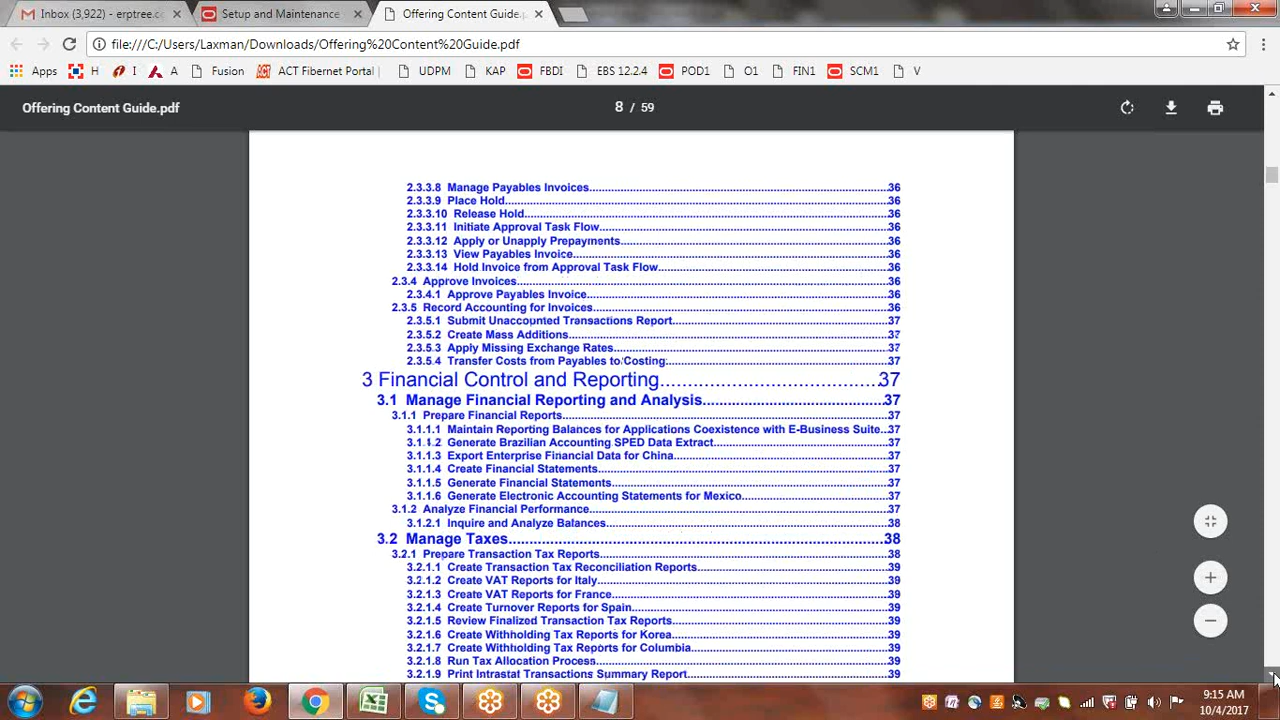 Inbox (3,922) - erptree.co
Setup and Maintenance
Offering Content Guide.pdf
file:///C:/Users/Laxman/Downloads/Offering%20Content%20Guide.pdf
Apps H T A Fusion ACT Fibernet Portal | UDPM KAP FBDI EBS 12.2.4 POD1 O1 FIN1 SCM1 V
Offering Content Guide.pdf 8 / 59
2.3.3.8 Manage Payables Invoices 36
2.3.3.9 Place Hold 36
2.3.3.10 Release Hold 36
2.3.3.11 Initiate Approval Task Flow 36
2.3.3.12 Apply or Unapply Prepayments 36
2.3.3.13 View Payables Invoice 36
2.3.3.14 Hold Invoice from Approval Task Flow 36
2.3.4 Approve Invoices 36
2.3.4.1 Approve Payables Invoice 36
2.3.5 Record Accounting for Invoices 36
2.3.5.1 Submit Unaccounted Transactions Report 37
2.3.5.2 Create Mass Additions 37
2.3.5.3 Apply Missing Exchange Rates 37
2.3.5.4 Transfer Costs from Payables to Costing 37
3 Financial Control and Reporting 37
3.1 Manage Financial Reporting and Analysis 37
3.1.1 Prepare Financial Reports 37
3.1.1.1 Maintain Reporting Balances for Applications Coexistence with E-Business Suite 37
3.1.1.2 Generate Brazilian Accounting SPED Data Extract 37
3.1.1.3 Export Enterprise Financial Data for China 37
3.1.1.4 Create Financial Statements 37
3.1.1.5 Generate Financial Statements 37
3.1.1.6 Generate Electronic Accounting Statements for Mexico 37
3.1.2 Analyze Financial Performance 37
3.1.2.1 Inquire and Analyze Balances 38
3.2 Manage Taxes 38
3.2.1 Prepare Transaction Tax Reports 38
3.2.1.1 Create Transaction Tax Reconciliation Reports 39
3.2.1.2 Create VAT Reports for Italy 39
3.2.1.3 Create VAT Reports for France 39
3.2.1.4 Create Turnover Reports for Spain 39
3.2.1.5 Review Finalized Transaction Tax Reports 39
3.2.1.6 Create Withholding Tax Reports for Korea 39
3.2.1.7 Create Withholding Tax Reports for Columbia 39
3.2.1.8 Run Tax Allocation Process 39
3.2.1.9 Print Intrastat Transactions Summary Report 39
9:15 AM
10/4/2017